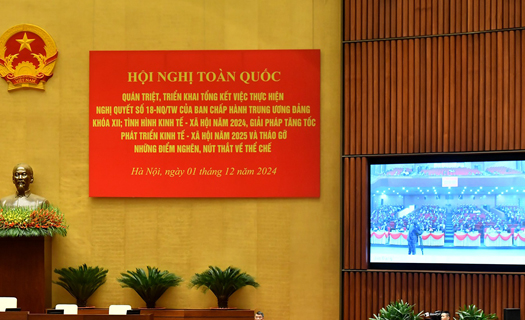 HỘI NGHỊ TOÀN QUỐC
QUÁN TRIỆT, TRIỂN KHAI TỔNG KẾT VIỆC THỰC HIỆN
NGHỊ QUYẾT SỐ 18-NQ/TW CỦA BAN CHẤP HÀNH TRUNG ƯƠNG ĐẢNG
KHÓA XII; TÌNH HÌNH KINH TẾ - XÃ HỘI NĂM 2024, GIẢI PHÁP TĂNG TỐC
PHÁT TRIỂN KINH TẾ - XÃ HỘI NĂM 2025 VÀ THÁO GỠ
NHỮNG ĐIỂM NGHẼN, NÚT THẮT VỀ THỂ CHẾ
Hà Nội, ngày 01 tháng 12 năm 2024